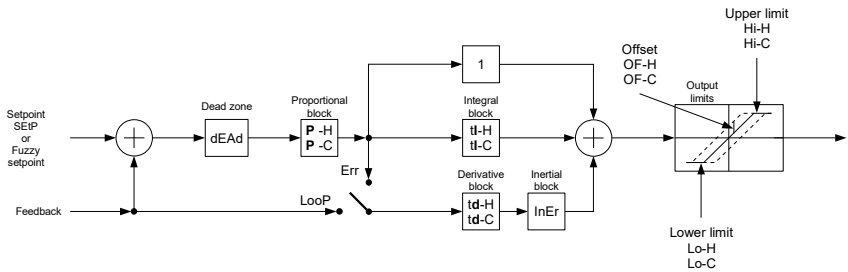 Setpoint
SEtP
or
Fuzzy
setpoint
Feedback
Dead zone
dEAd
Proportional
block
P -H
P -C
Err
LooP
1
Integral
block
tI-H
tI-C
Derivative
block
td-H
td-C
Inertial
block
InEr
Offset
OF-H
OF-C
Output
limits
Upper limit
Hi-H
Hi-C
Lower limit
Lo-H
Lo-C